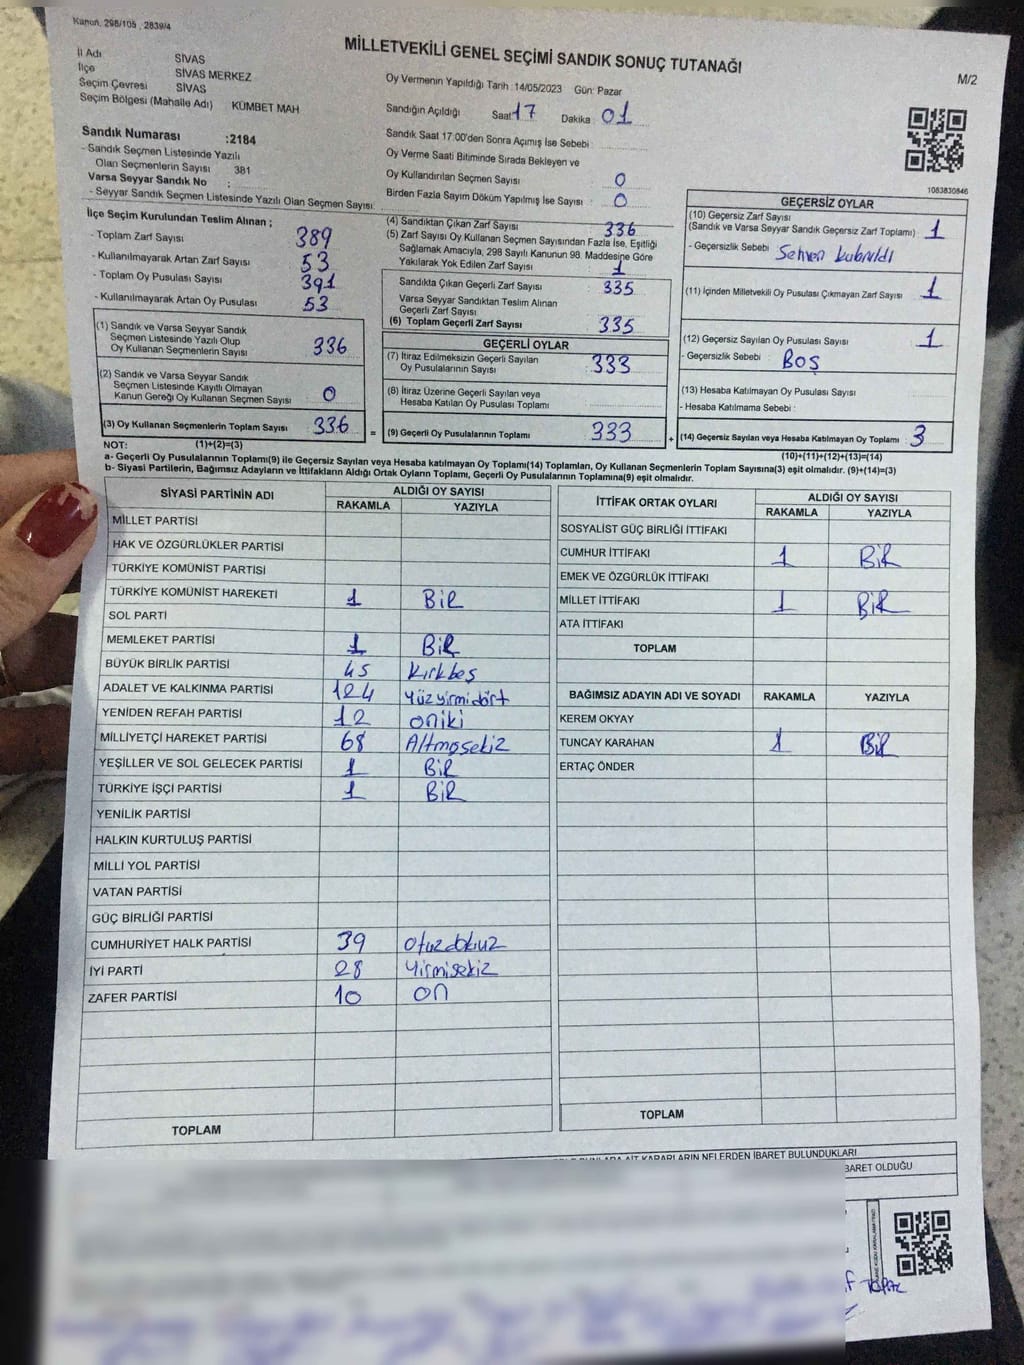 Kanun, 298/105 , 2839/4
MİLLETVEKİLİ GENEL SEÇİMİ SANDIK SONUÇ TUTANAĞI
M/2
İl Adı SİVAS
İlçe SİVAS MERKEZ
Seçim Çevresi SİVAS
Seçim Bölgesi (Mahalle Adı) KÜMBET MAH
Sandık Numarası :2184
- Sandık Seçmen Listesinde Yazılı
Olan Seçmenlerin Sayısı 381
Varsa Seyyar Sandık No :
- Seyyar Sandık Seçmen Listesinde Yazılı Olan Seçmen Sayısı:
Oy Vermenin Yapıldığı Tarih :14/05/2023 Gün: Pazar
Sandığın Açıldığı Saat 17 Dakika 01
Sandık Saat 17:00'den Sonra Açımış İse Sebebi :
Oy Verme Saati Bitiminde Sırada Bekleyen ve
Oy Kullandırılan Seçmen Sayısı : 0
Birden Fazla Sayım Döküm Yapılmış İse Sayısı : 0
1083830846
İlçe Seçim Kurulundan Teslim Alınan ;
- Toplam Zarf Sayısı 389
- Kullanılmayarak Artan Zarf Sayısı 53
- Toplam Oy Pusulası Sayısı 391
- Kullanılmayarak Artan Oy Pusulası 53
(1) Sandık ve Varsa Seyyar Sandık
Seçmen Listesinde Yazılı Olup
Oy Kullanan Seçmenlerin Sayısı 336
(2) Sandık ve Varsa Seyyar Sandık
Seçmen Listesinde Kayıtlı Olmayan
Kanun Gereği Oy Kullanan Seçmen Sayısı 0
(3) Oy Kullanan Seçmenlerin Toplam Sayısı 336 =
(4) Sandıktan Çıkan Zarf Sayısı 336
(5) Zarf Sayısı Oy Kullanan Seçmen Sayısından Fazla İse, Eşitliği
Sağlamak Amacıyla, 298 Sayılı Kanunun 98. Maddesine Göre
Yakılarak Yok Edilen Zarf Sayısı : 1
Sandıkta Çıkan Geçerli Zarf Sayısı : 335
Varsa Seyyar Sandıktan Teslim Alınan
Geçerli Zarf Sayısı
(6) Toplam Geçerli Zarf Sayısı 335
GEÇERLİ OYLAR
(7) İtiraz Edilmeksizin Geçerli Sayılan
Oy Pusulalarının Sayısı : 333
(8) İtiraz Üzerine Geçerli Sayılan veya
Hesaba Katılan Oy Pusulası Toplamı
(9) Geçerli Oy Pusulalarının Toplamı 333 +
GEÇERSİZ OYLAR
(10) Geçersiz Zarf Sayısı
(Sandık ve Varsa Seyyar Sandık Geçersiz Zarf Toplamı) 1
- Geçersizlik Sebebi :
(11) İçinden Milletvekili Oy Pusulası Çıkmayan Zarf Sayısı 1
(12) Geçersiz Sayılan Oy Pusulası Sayısı : 1
- Geçersizlik Sebebi : BOŞ
(13) Hesaba Katılmayan Oy Pusulası Sayısı
- Hesaba Katılmama Sebebi :
(14) Geçersiz Sayılan veya Hesaba Katılmayan Oy Toplamı : 3
NOT: (1)+(2)=(3) (10)+(11)+(12)+(13)=(14)
a- Geçerli Oy Pusulalarının Toplamı(9) ile Geçersiz Sayılan veya Hesaba katılmayan Oy Toplamı(14) Toplamları, Oy Kullanan Seçmenlerin Toplam Sayısına(3) eşit olmalıdır. (9)+(14)=(3)
b- Siyasi Partilerin, Bağımsız Adayların ve İttifakların Aldığı Ortak Oyların Toplamı, Geçerli Oy Pusulalarının Toplamına(9) eşit olmalıdır.
SİYASİ PARTİNİN ADI ALDIĞI OY SAYISI
RAKAMLA YAZIYLA
MİLLET PARTİSİ
HAK VE ÖZGÜRLÜKLER PARTİSİ
TÜRKİYE KOMÜNİST PARTİSİ
TÜRKİYE KOMÜNİST HAREKETİ 1 BİR
SOL PARTİ
MEMLEKET PARTİSİ 1 BİR
BÜYÜK BİRLİK PARTİSİ 45 Kırkbeş
ADALET VE KALKINMA PARTİSİ 124 Yüzyirmidört
YENİDEN REFAH PARTİSİ 12 oniki
MİLLİYETÇİ HAREKET PARTİSİ 68 Altmışsekiz
YEŞİLLER VE SOL GELECEK PARTİSİ 1 BİR
TÜRKİYE İŞÇİ PARTİSİ 1 BİR
YENİLİK PARTİSİ
HALKIN KURTULUŞ PARTİSİ
MİLLİ YOL PARTİSİ
VATAN PARTİSİ
GÜÇ BİRLİĞİ PARTİSİ
CUMHURİYET HALK PARTİSİ 39 Otuzdokuz
İYİ PARTİ 28 Yirmisekiz
ZAFER PARTİSİ 10 ON
TOPLAM
İTTİFAK ORTAK OYLARI ALDIĞI OY SAYISI
RAKAMLA YAZIYLA
SOSYALİST GÜÇ BİRLİĞİ İTTİFAKI
CUMHUR İTTİFAKI 1 BİR
EMEK VE ÖZGÜRLÜK İTTİFAKI
MİLLET İTTİFAKI 1 BİR
ATA İTTİFAKI
TOPLAM
BAĞIMSIZ ADAYIN ADI VE SOYADI RAKAMLA YAZIYLA
KEREM OKYAY
TUNCAY KARAHAN 1 BİR
ERTAÇ ÖNDER
TOPLAM
AİT KARARLARIN NELERDEN İBARET BULUNDUKLARI
BARET OLDUĞU